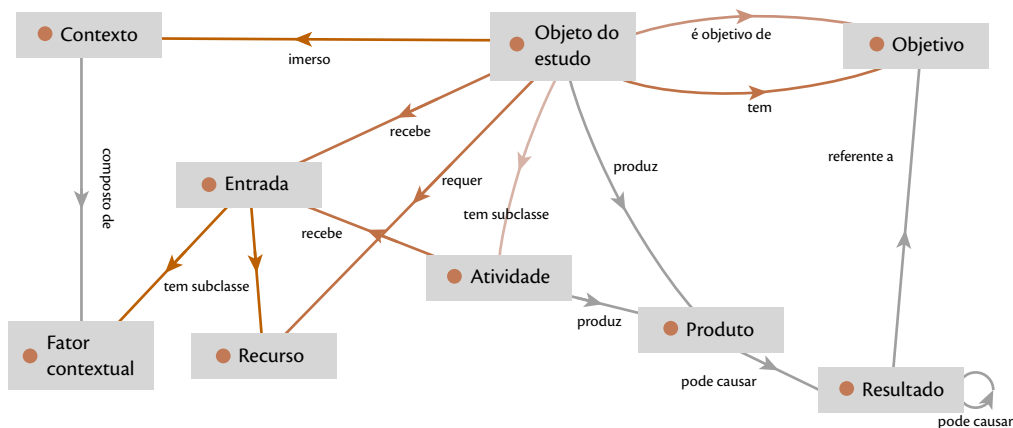 Contexto
Objeto do
estudo
Objetivo
é objetivo de
imerso
tem
recebe
composto de
produz
referente a
Entrada
requer
tem subclasse
recebe
Atividade
tem subclasse
produz
Produto
Fator
contextual
Recurso
pode causar
Resultado
pode causar